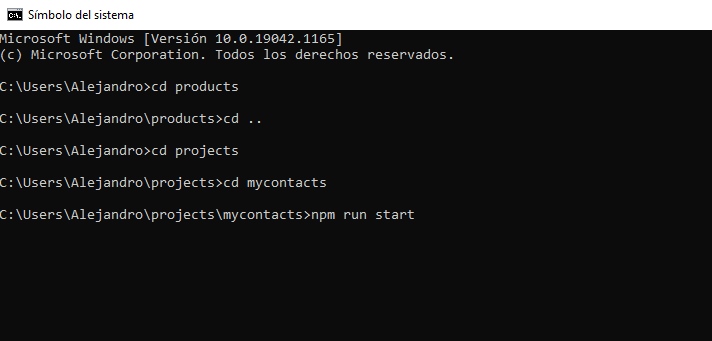 Símbolo del sistema
Microsoft Windows [Versión 10.0.19042.1165]
(c) Microsoft Corporation. Todos los derechos reservados.
C:\Users\Alejandro>cd products
C:\Users\Alejandro\products>cd ..
C:\Users\Alejandro>cd projects
C:\Users\Alejandro\projects>cd mycontacts
C:\Users\Alejandro\projects\mycontacts>npm run start